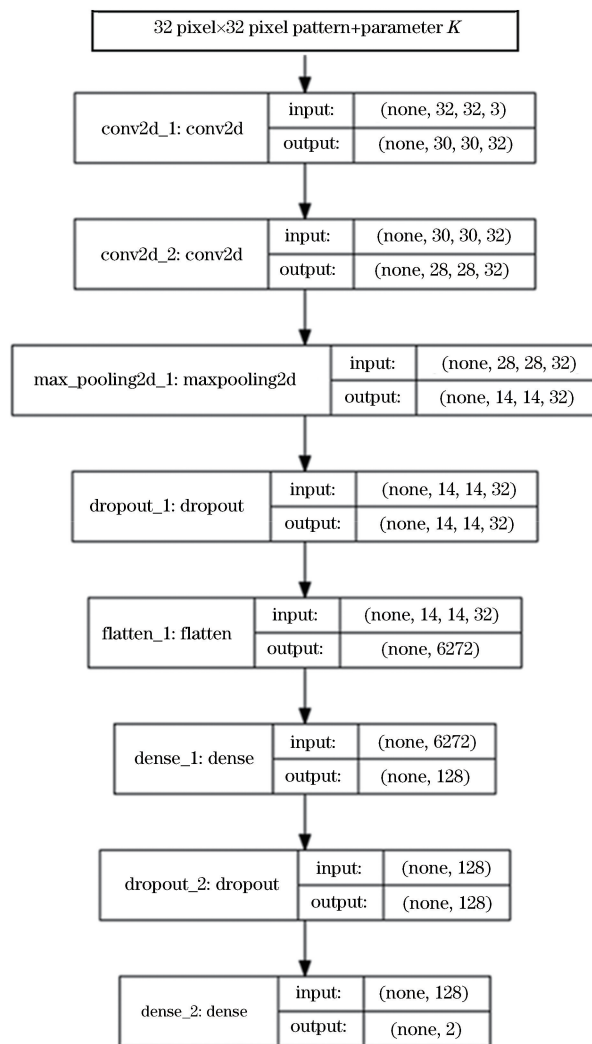 32 pixel×32 pixel pattern+parameter K
conv2d_1: conv2d
input:
(none, 32, 32, 3)
output:
(none, 30, 30, 32)
conv2d_2: conv2d
input:
(none, 30, 30, 32)
output:
(none, 28, 28, 32)
max_pooling2d_1: maxpooling2d
input:
(none, 28, 28, 32)
output:
(none, 14, 14, 32)
dropout_1: dropout
input:
(none, 14, 14, 32)
output:
(none, 14, 14, 32)
flatten_1: flatten
input:
(none, 14, 14, 32)
output:
(none, 6272)
dense_1: dense
input:
(none, 6272)
output:
(none, 128)
dropout_2: dropout
input:
(none, 128)
output:
(none, 128)
dense_2: dense
input:
(none, 128)
output:
(none, 2)